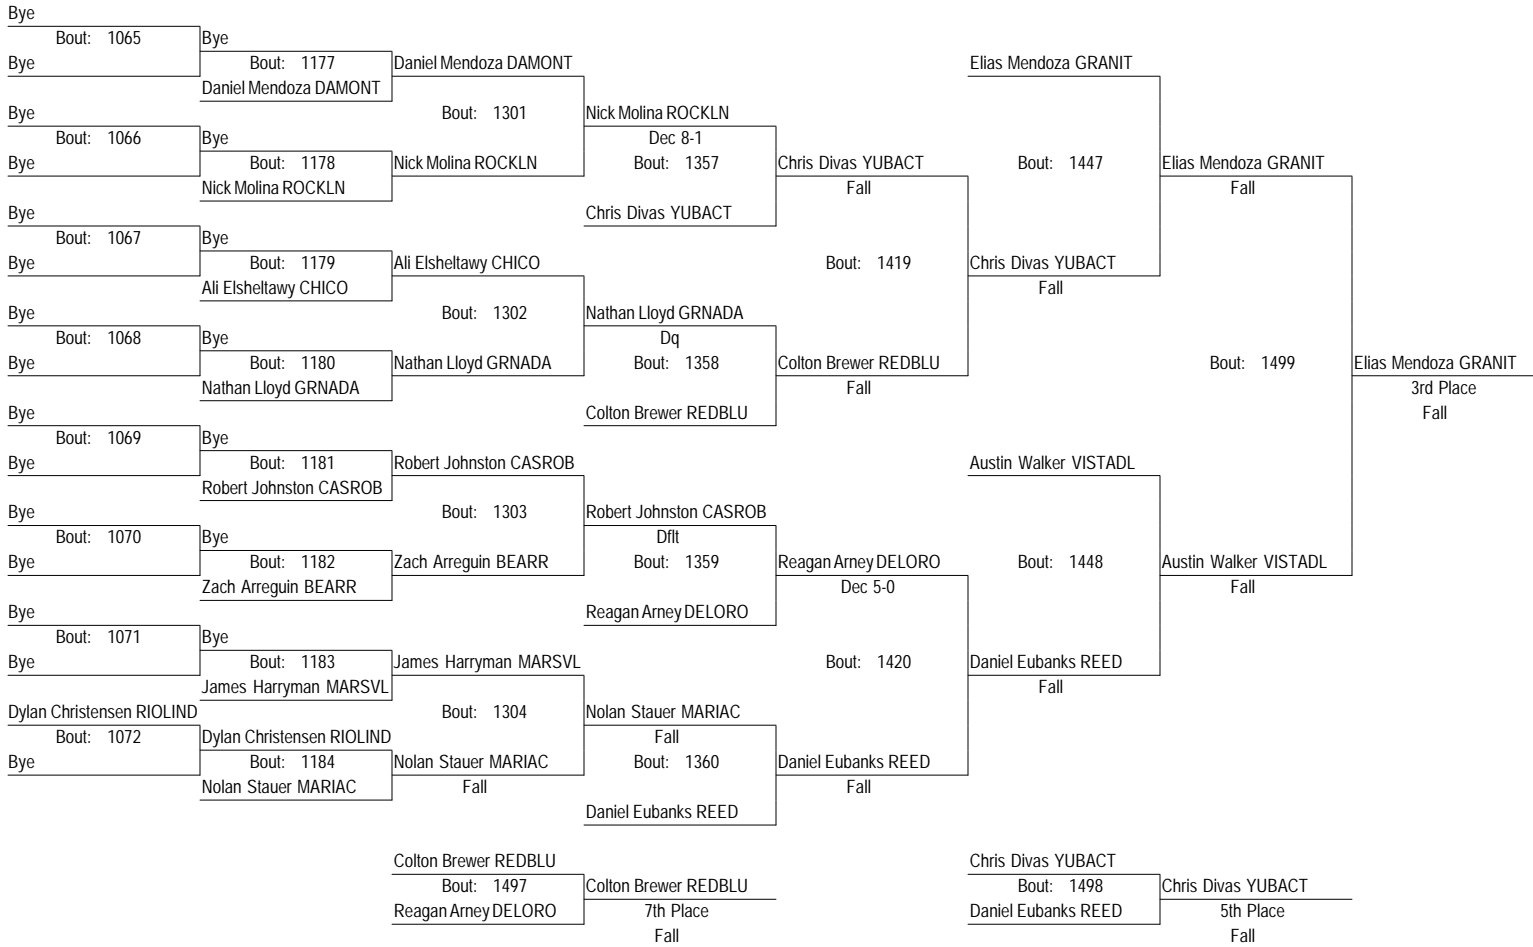 Bye
Bout: 1065
Bye
Bye
Bout: 1177
Daniel Mendoza DAMONT
Daniel Mendoza DAMONT
Bye
Bout: 1066
Bye
Bye
Bout: 1178
Nick Molina ROCKLN
Nick Molina ROCKLN
Bout: 1301
Nick Molina ROCKLN
Dec 8-1
Bout: 1357
Chris Divas YUBACT
Chris Divas YUBACT
Fall
Bye
Bout: 1067
Bye
Bye
Bout: 1179
Ali Elsheltawy CHICO
Ali Elsheltawy CHICO
Bye
Bout: 1068
Bye
Bye
Bout: 1180
Nathan Lloyd GRNADA
Nathan Lloyd GRNADA
Bout: 1302
Nathan Lloyd GRNADA
Dq
Bout: 1358
Colton Brewer REDBLU
Colton Brewer REDBLU
Fall
Bout: 1419
Chris Divas YUBACT
Fall
Elias Mendoza GRANIT
Bout: 1447
Elias Mendoza GRANIT
Fall
Bye
Bout: 1069
Bye
Bye
Bout: 1181
Robert Johnston CASROB
Robert Johnston CASROB
Bye
Bout: 1070
Bye
Bye
Bout: 1182
Zach Arreguin BEARR
Zach Arreguin BEARR
Bout: 1303
Robert Johnston CASROB
Dflt
Bout: 1359
Reagan Arney DELORO
Reagan Arney DELORO
Dec 5-0
Bye
Bout: 1071
Bye
Bye
Bout: 1183
James Harryman MARSVL
James Harryman MARSVL
Dylan Christensen RIOLIND
Bout: 1072
Bye
Dylan Christensen RIOLIND
Bout: 1184
Nolan Stauer MARIAC
Nolan Stauer MARIAC
Fall
Bout: 1304
Nolan Stauer MARIAC
Fall
Bout: 1360
Daniel Eubanks REED
Daniel Eubanks REED
Fall
Bout: 1420
Daniel Eubanks REED
Fall
Austin Walker VISTADL
Bout: 1448
Austin Walker VISTADL
Fall
Bout: 1499
Elias Mendoza GRANIT
3rd Place
Fall
Colton Brewer REDBLU
Bout: 1497
Reagan Arney DELORO
Colton Brewer REDBLU
7th Place
Fall
Chris Divas YUBACT
Bout: 1498
Daniel Eubanks REED
Chris Divas YUBACT
5th Place
Fall